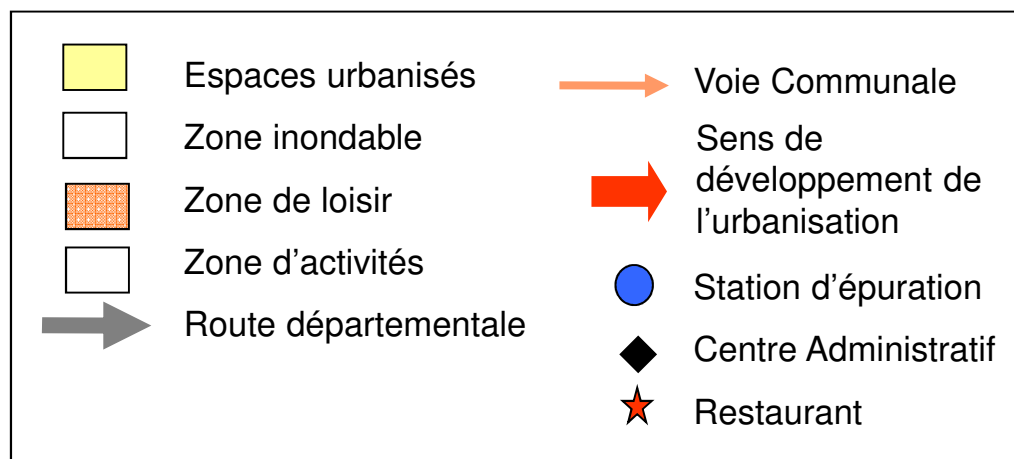 Espaces urbanisés
Zone inondable
Zone de loisir
Zone d'activités
Route départementale
Voie Communale
Sens de
développement de
l'urbanisation
Station d'épuration
Centre Administratif
Restaurant